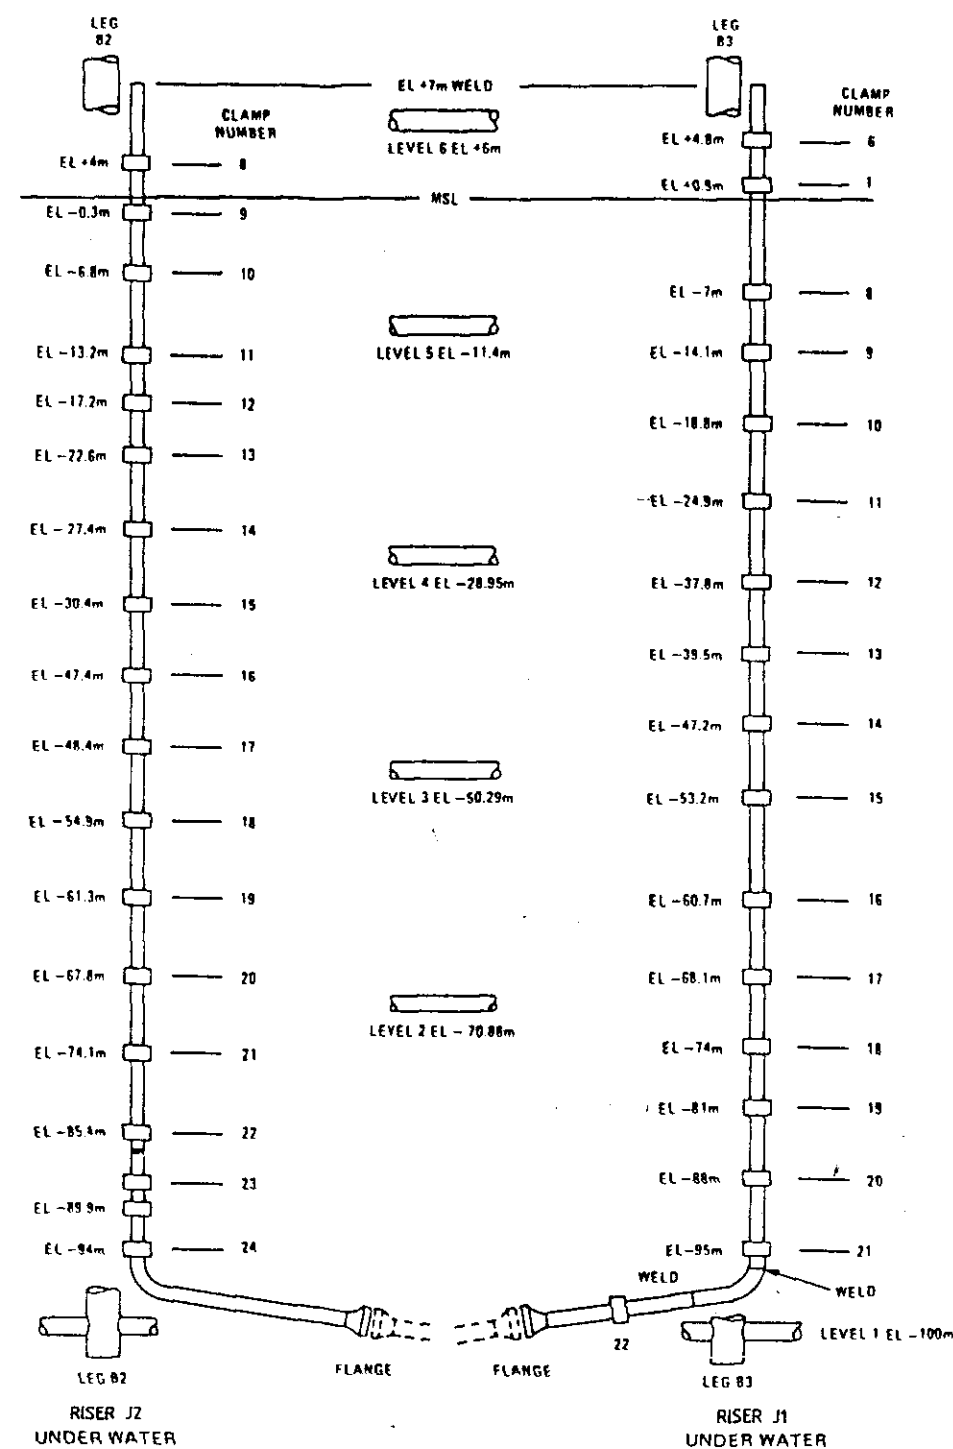 LEG
B2
LEG
B3
EL +7m WELD
CLAMP
NUMBER
CLAMP
NUMBER
LEVEL 6 EL +6m
EL +4.8m
6
EL +4m
8
EL +0.9m
1
MSL
EL -0.3m
9
EL -6.8m
10
EL -7m
8
LEVEL 5 EL -11.4m
EL -13.2m
11
EL -14.1m
9
EL -17.2m
12
EL -18.8m
10
EL -22.6m
13
EL -24.9m
11
EL -27.4m
14
LEVEL 4 EL -28.95m
EL -37.8m
12
EL -30.4m
15
EL -39.5m
13
EL -47.4m
16
EL -47.2m
14
EL -48.4m
17
LEVEL 3 EL -50.29m
EL -53.2m
15
EL -54.9m
18
EL -61.3m
19
EL -60.7m
16
EL -67.8m
20
EL -68.1m
17
LEVEL 2 EL -70.88m
EL -74.1m
21
EL -74m
18
EL -81m
19
EL -85.4m
22
EL -88m
20
23
EL -89.9m
EL -94m
24
EL-95m
21
WELD
WELD
22
LEVEL 1 EL -100m
FLANGE
FLANGE
LEG B2
LEG B3
RISER J2
UNDER WATER
RISER J1
UNDER WATER